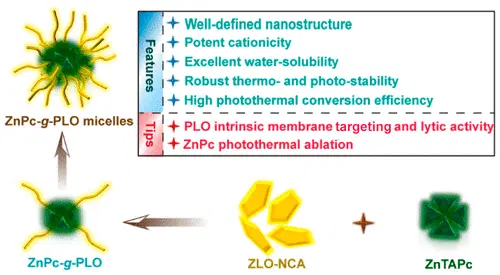 Features
Well-defined nanostructure
Potent cationicity
Excellent water-solubility
Robust thermo- and photo-stability
High photothermal conversion efficiency
Tips
PLO intrinsic membrane targeting and lytic activity
ZnPc photothermal ablation
ZnPc-g-PLO micelles
ZnPc-g-PLO
ZLO-NCA
ZnTAPc